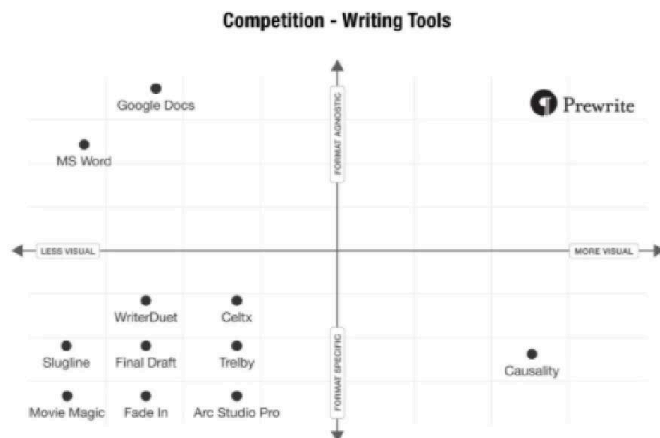 Competition - Writing Tools
Google Docs
Prewrite
FORMAT AGNOSTIC
MS Word
LESS VISUAL
MORE VISUAL
WriterDuet
Celtx
Slugline
Final Draft
Trelby
Causality
FORMAT SPECIFIC
Movie Magic
Fade In
Arc Studio Pro